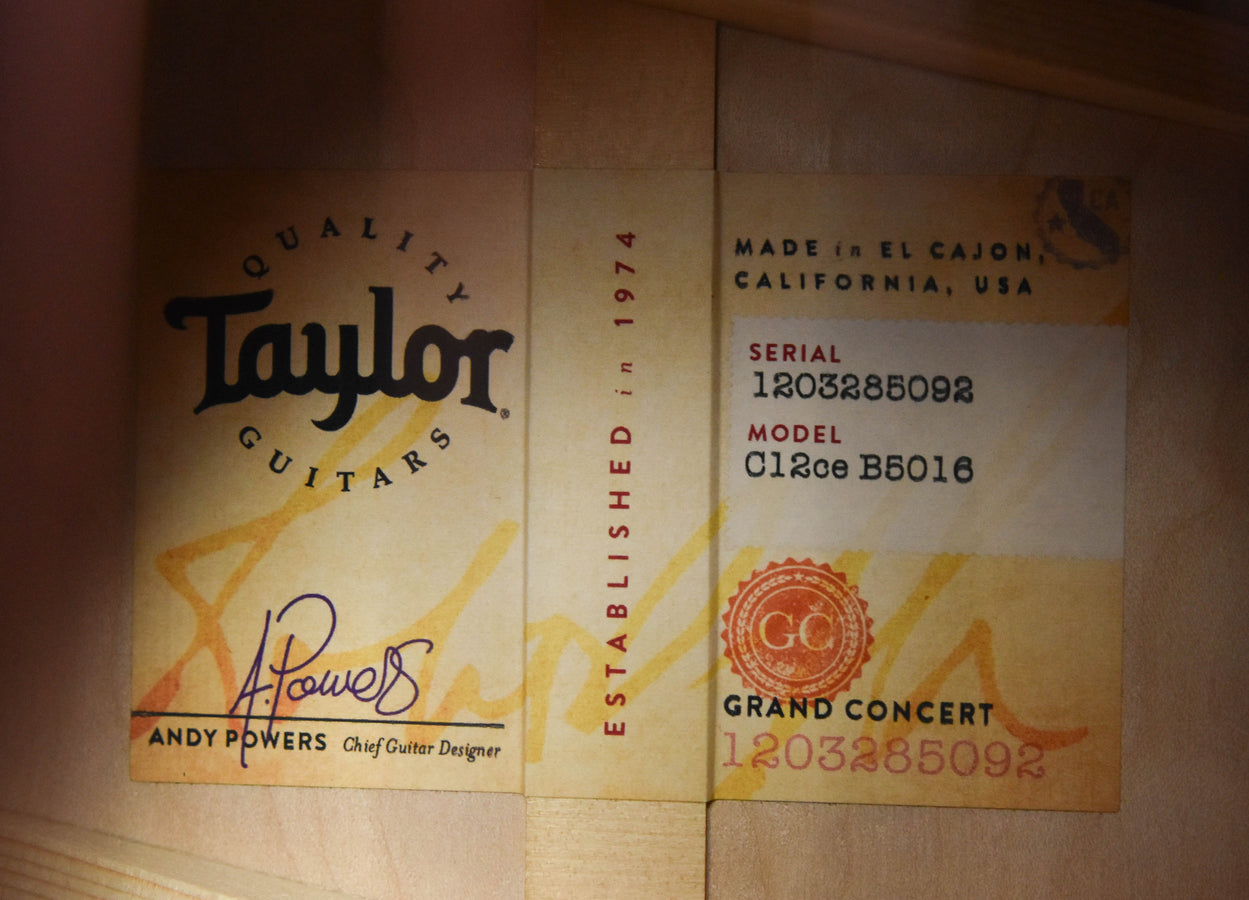 QUALITY
Taylor®
GUITARS
A. Powers
ANDY POWERS Chief Guitar Designer
ESTABLISHED in 1974
CA
MADE in EL CAJON,
CALIFORNIA, USA
SERIAL
1203285092
MODEL
C12ce B5016
GC
GRAND CONCERT
1203285092